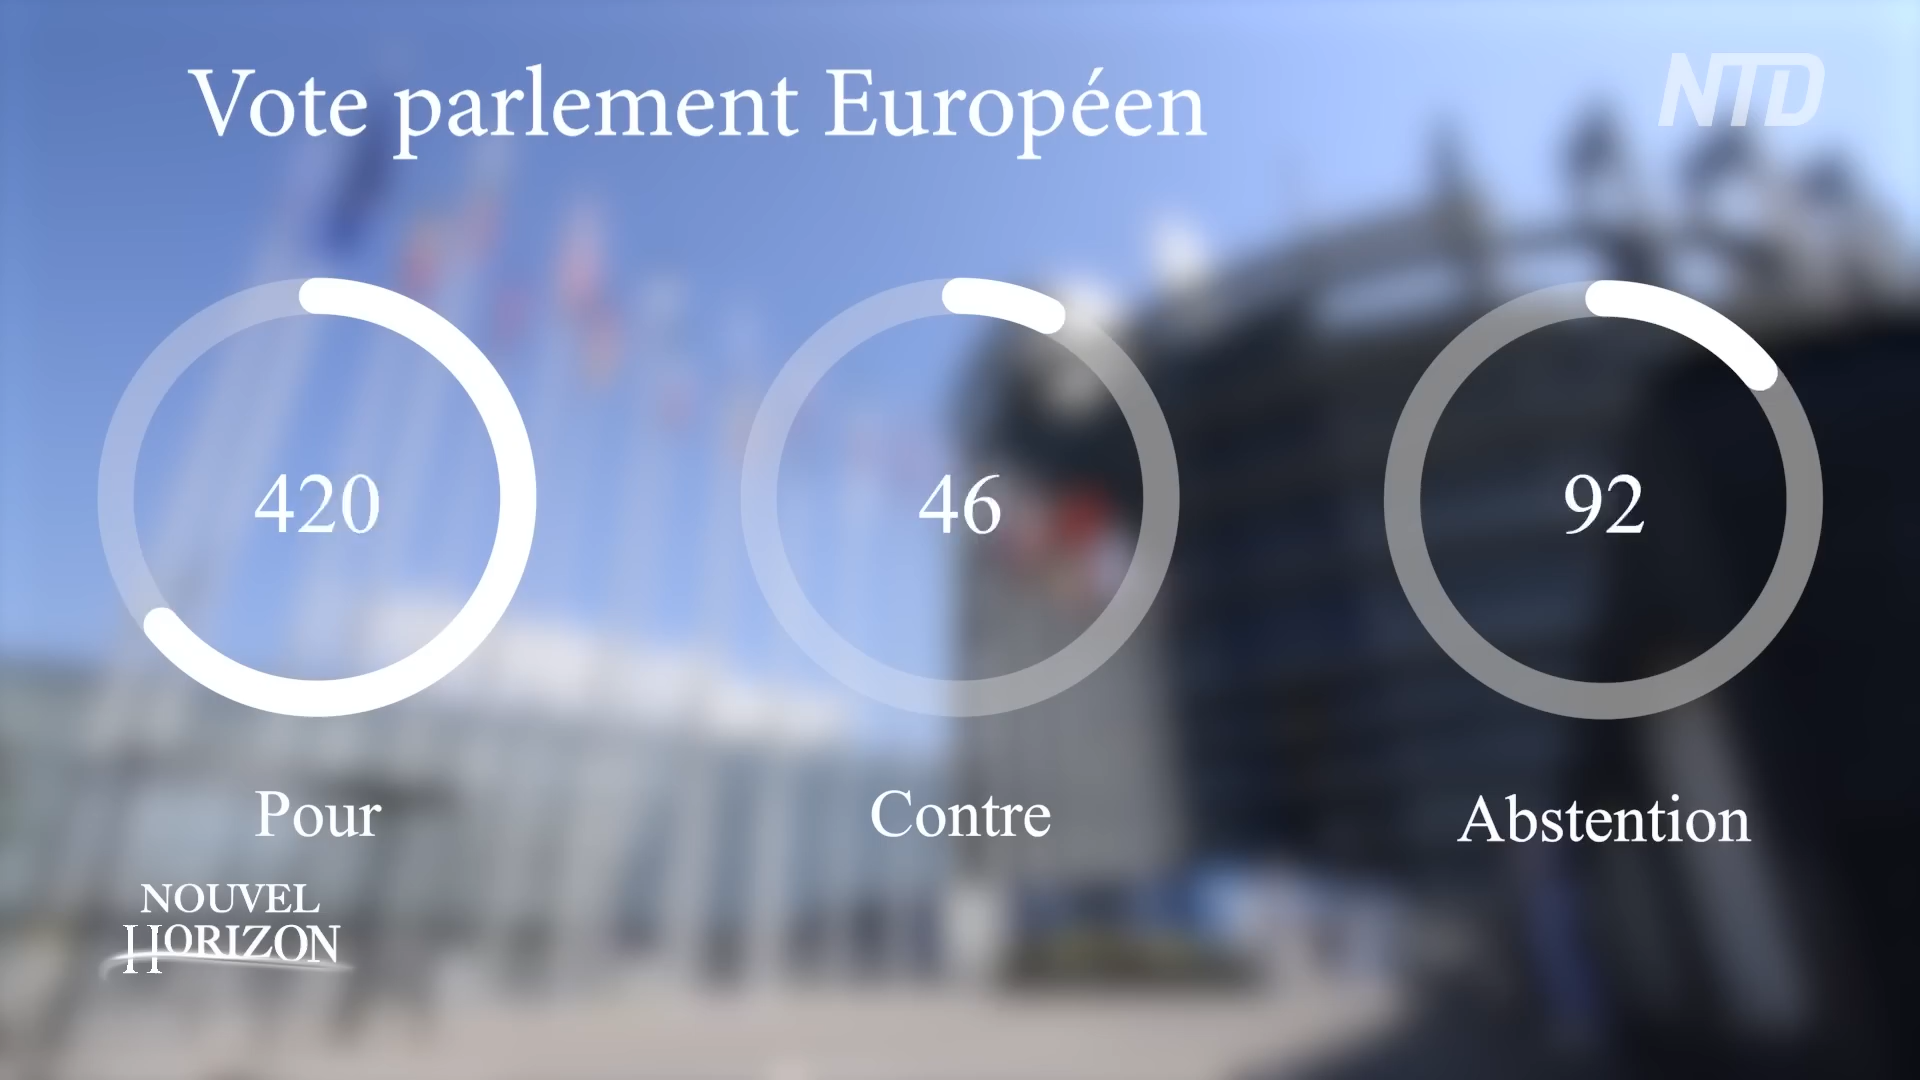 Vote parlement Européen
NTD
420
46
92
Pour
Contre
Abstention
NOUVEL
HORIZON